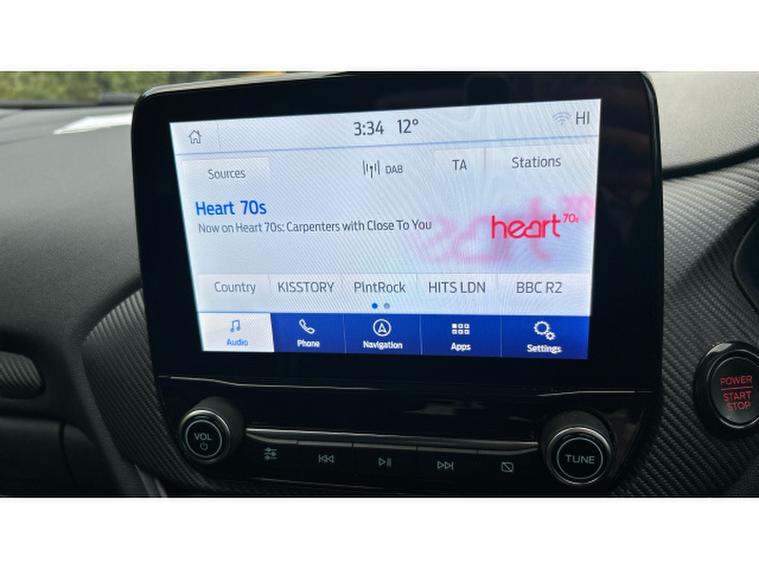 3:34 12° HI
Sources DAB TA Stations
Heart 70s
Now on Heart 70s: Carpenters with Close To You
heart 70s
Country KISSTORY PlntRock HITS LDN BBC R2
Audio Phone Navigation Apps Settings
POWER
START
STOP
VOL
TUNE